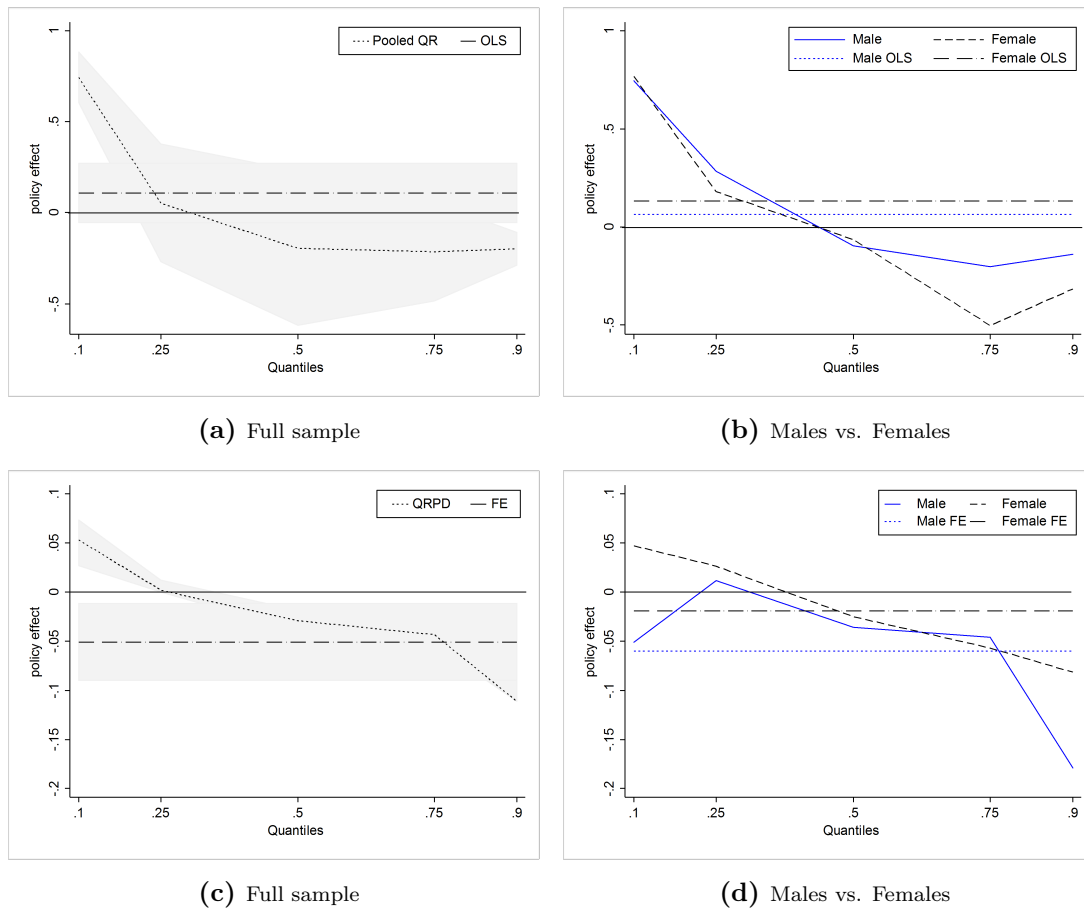 Pooled QR OLS
policy effect
1
.5
0
-.5
.1 .25 .5 .75 .9
Quantiles
(a) Full sample
Male Female
Male OLS Female OLS
policy effect
1
.5
0
-.5
.1 .25 .5 .75 .9
Quantiles
(b) Males vs. Females
QRPD FE
policy effect
.1
.05
0
-.05
-.1
-.15
-.2
.1 .25 .5 .75 .9
Quantiles
(c) Full sample
Male Female
Male FE Female FE
policy effect
.1
.05
0
-.05
-.1
-.15
-.2
.1 .25 .5 .75 .9
Quantiles
(d) Males vs. Females